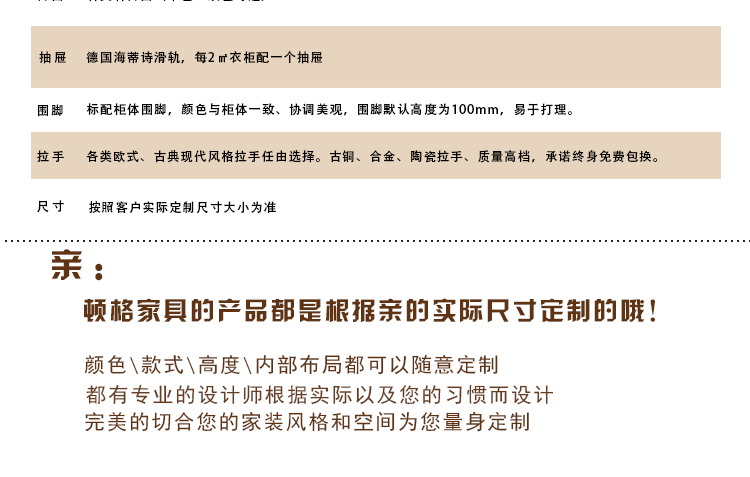 抽屉 德国海蒂诗滑轨，每2㎡衣柜配一个抽屉
围脚 标配柜体围脚，颜色与柜体一致、协调美观，围脚默认高度为100mm，易于打理。
拉手 各类欧式、古典现代风格拉手任由选择。古铜、合金、陶瓷拉手、质量高档，承诺终身免费包换。
尺寸 按照客户实际定制尺寸大小为准
亲：
顿格家具的产品都是根据亲的实际尺寸定制的哦！
颜色\款式\高度\内部布局都可以随意定制
都有专业的设计师根据实际以及您的习惯而设计
完美的切合您的家装风格和空间为您量身定制